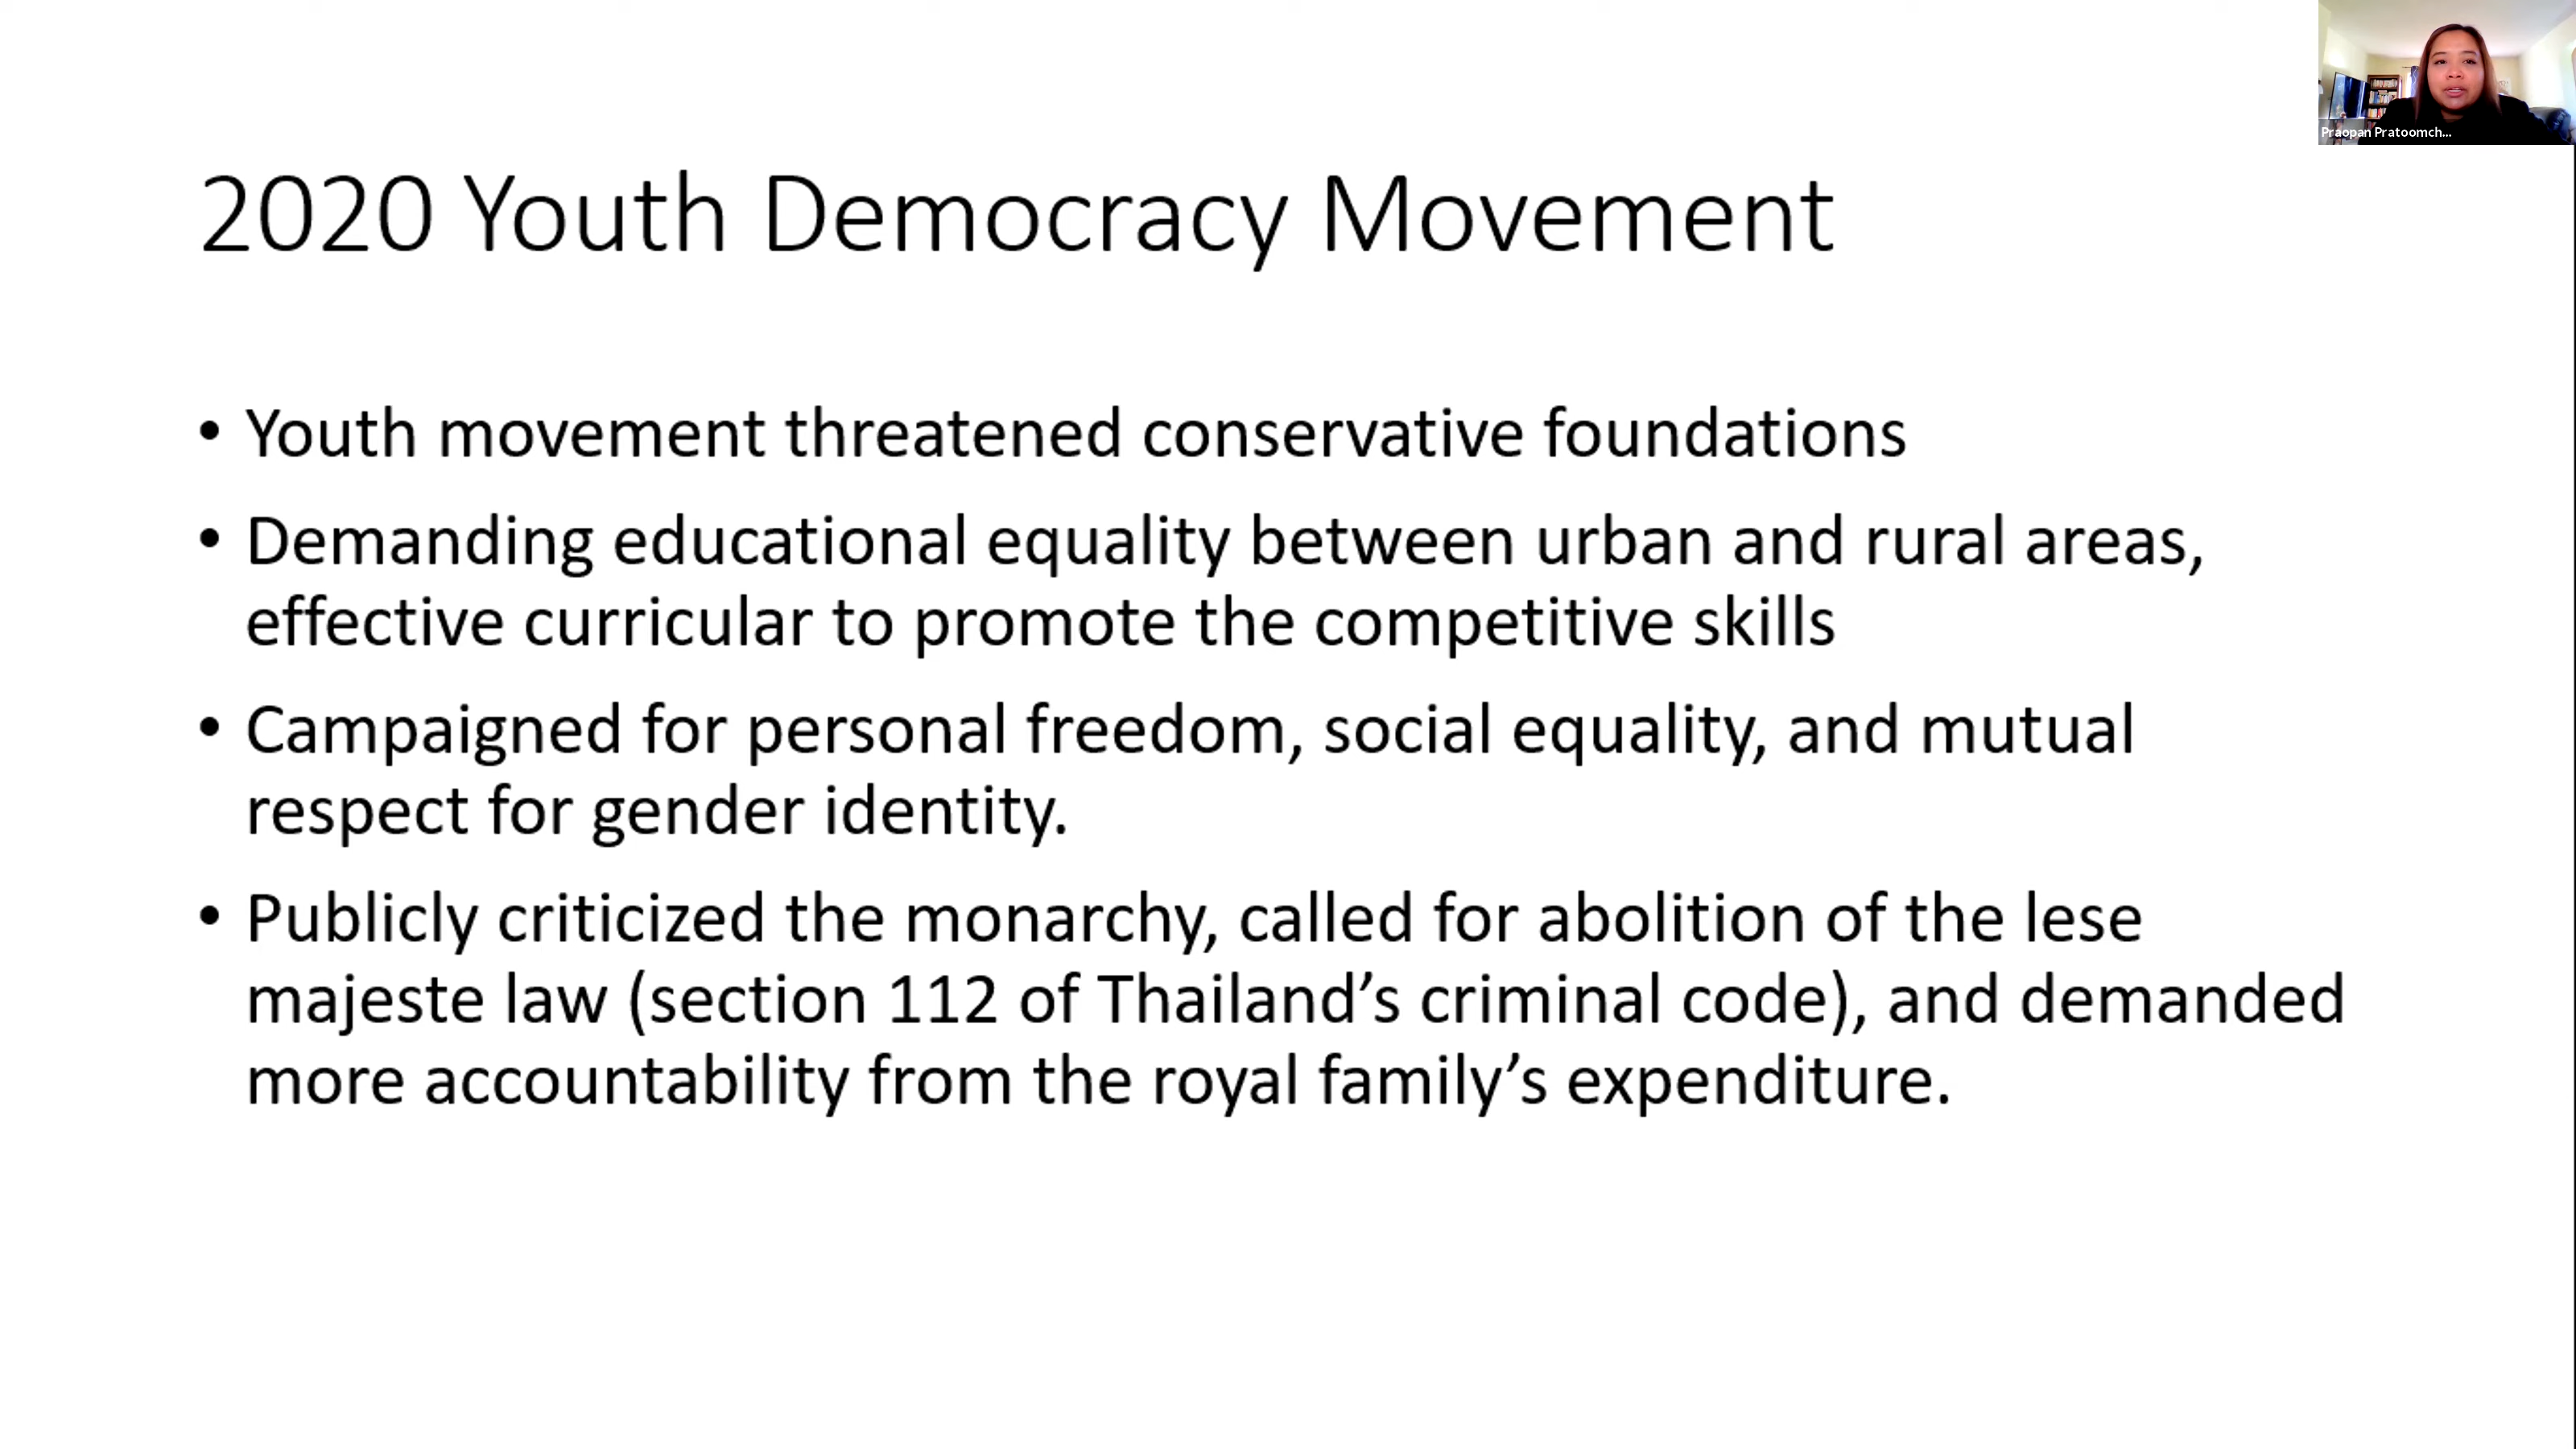 Praopan Pratoomch...
2020 Youth Democracy Movement
• Youth movement threatened conservative foundations
• Demanding educational equality between urban and rural areas,
effective curricular to promote the competitive skills
• Campaigned for personal freedom, social equality, and mutual
respect for gender identity.
• Publicly criticized the monarchy, called for abolition of the lese
majeste law (section 112 of Thailand’s criminal code), and demanded
more accountability from the royal family’s expenditure.